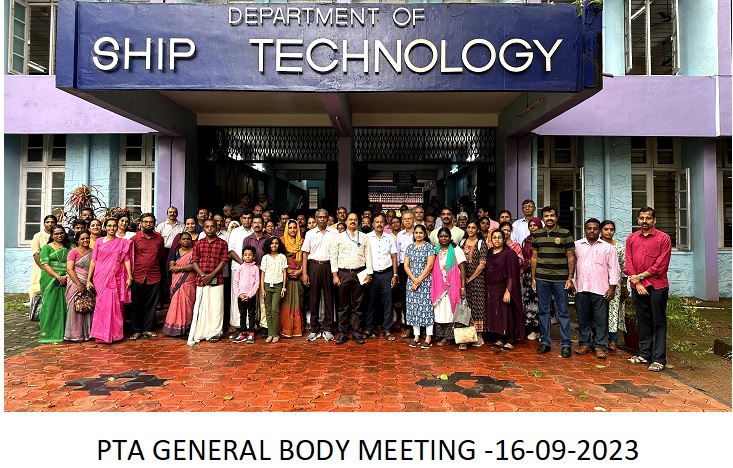 DEPARTMENT OF
SHIP TECHNOLOGY
PTA GENERAL BODY MEETING -16-09-2023